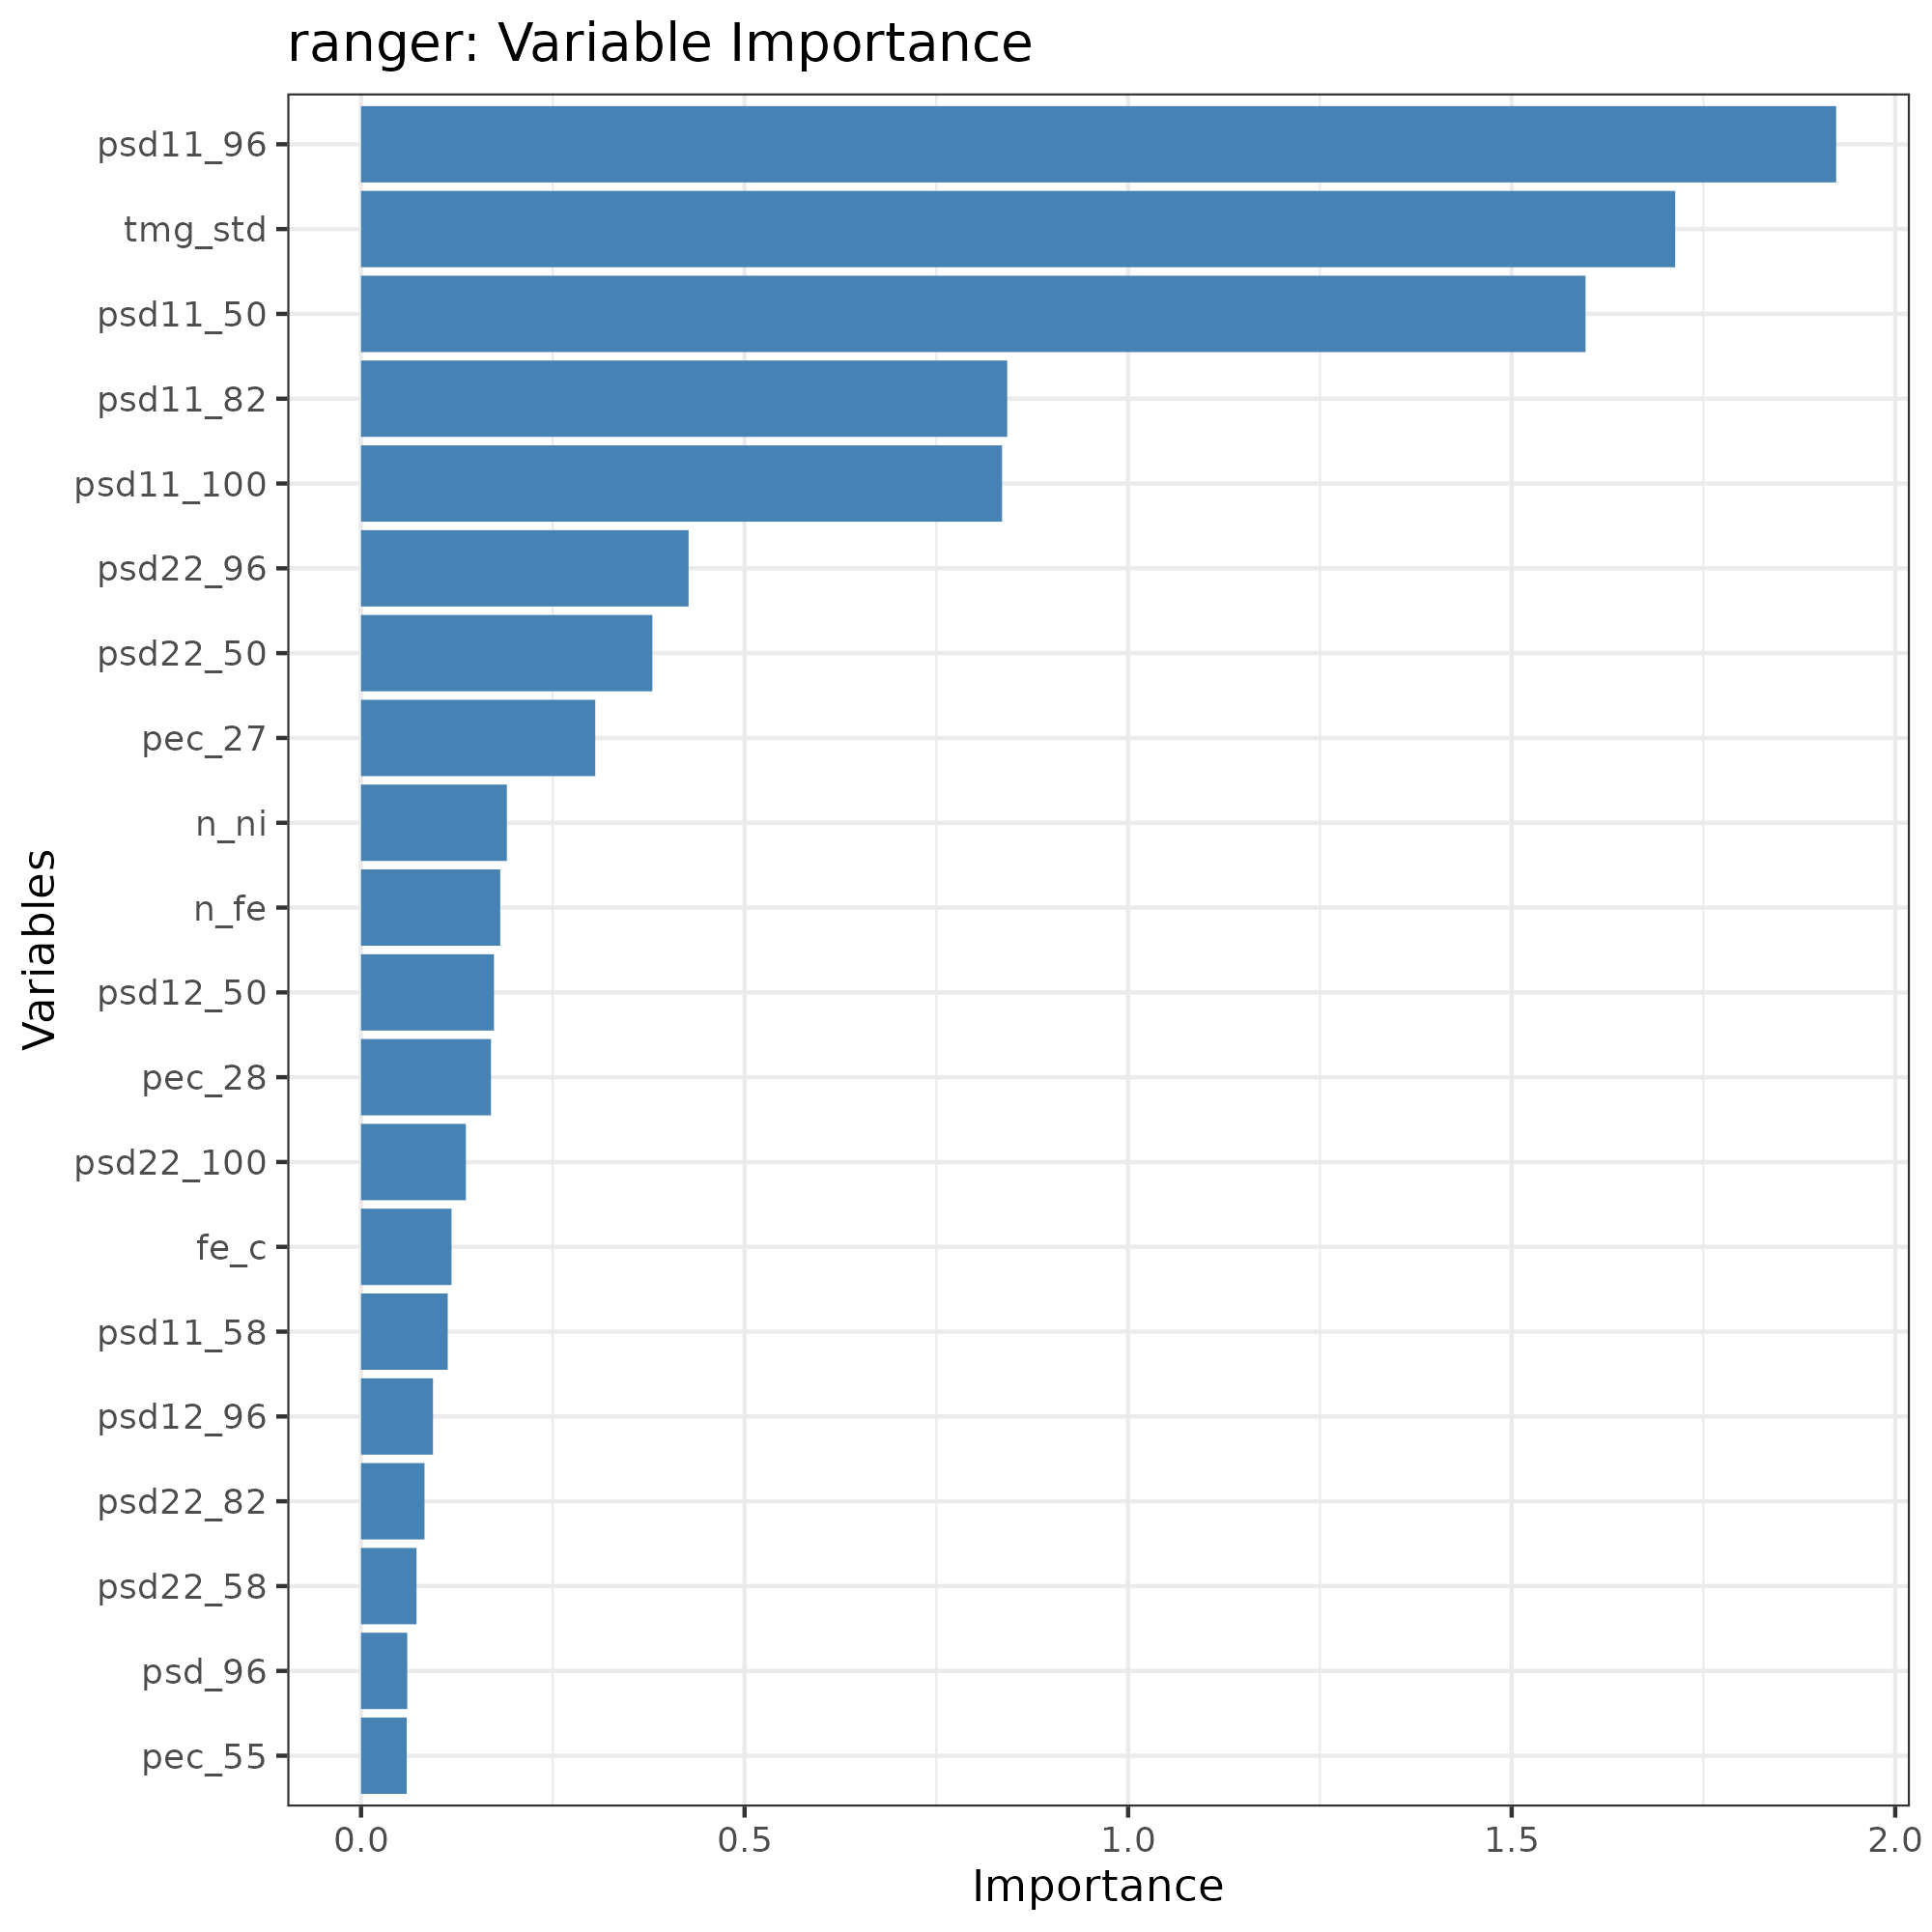 ranger: Variable Importance
psd11_96
tmg_std
psd11_50
psd11_82
psd11_100
psd22_96
psd22_50
pec_27
n_ni
n_fe
psd12_50
pec_28
psd22_100
fe_c
psd11_58
psd12_96
psd22_82
psd22_58
psd_96
pec_55
Variables
0.0 0.5 1.0 1.5 2.0
Importance